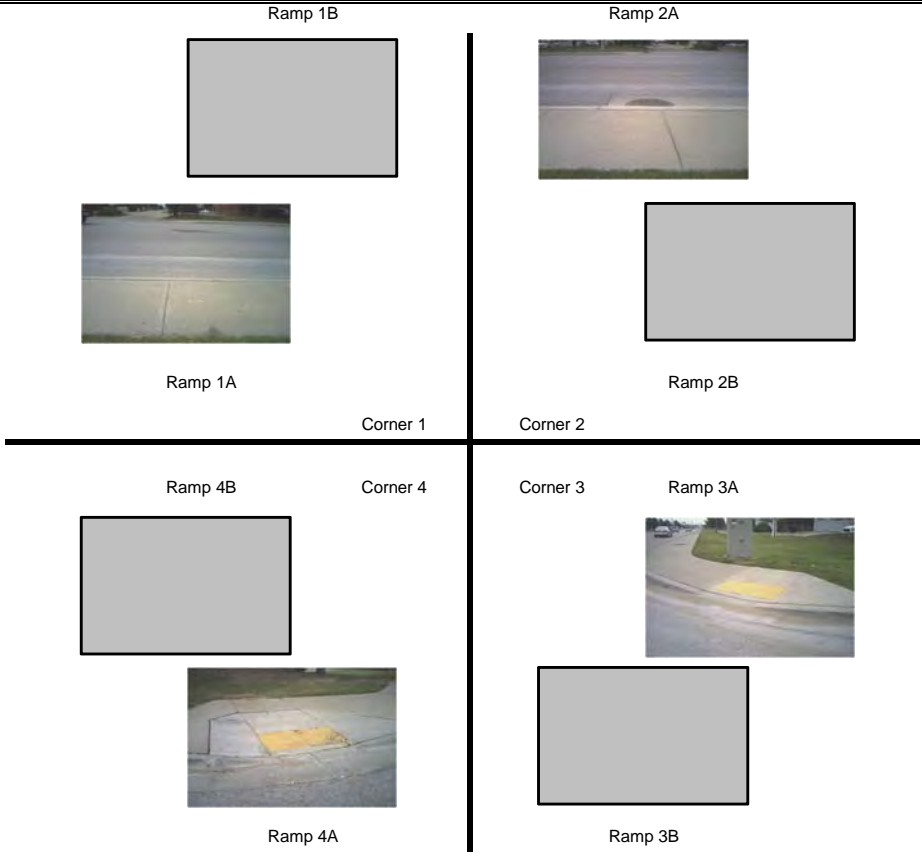 Ramp 1B
Ramp 2A
Ramp 1A
Ramp 2B
Corner 1
Corner 2
Ramp 4B
Corner 4
Corner 3
Ramp 3A
Ramp 4A
Ramp 3B